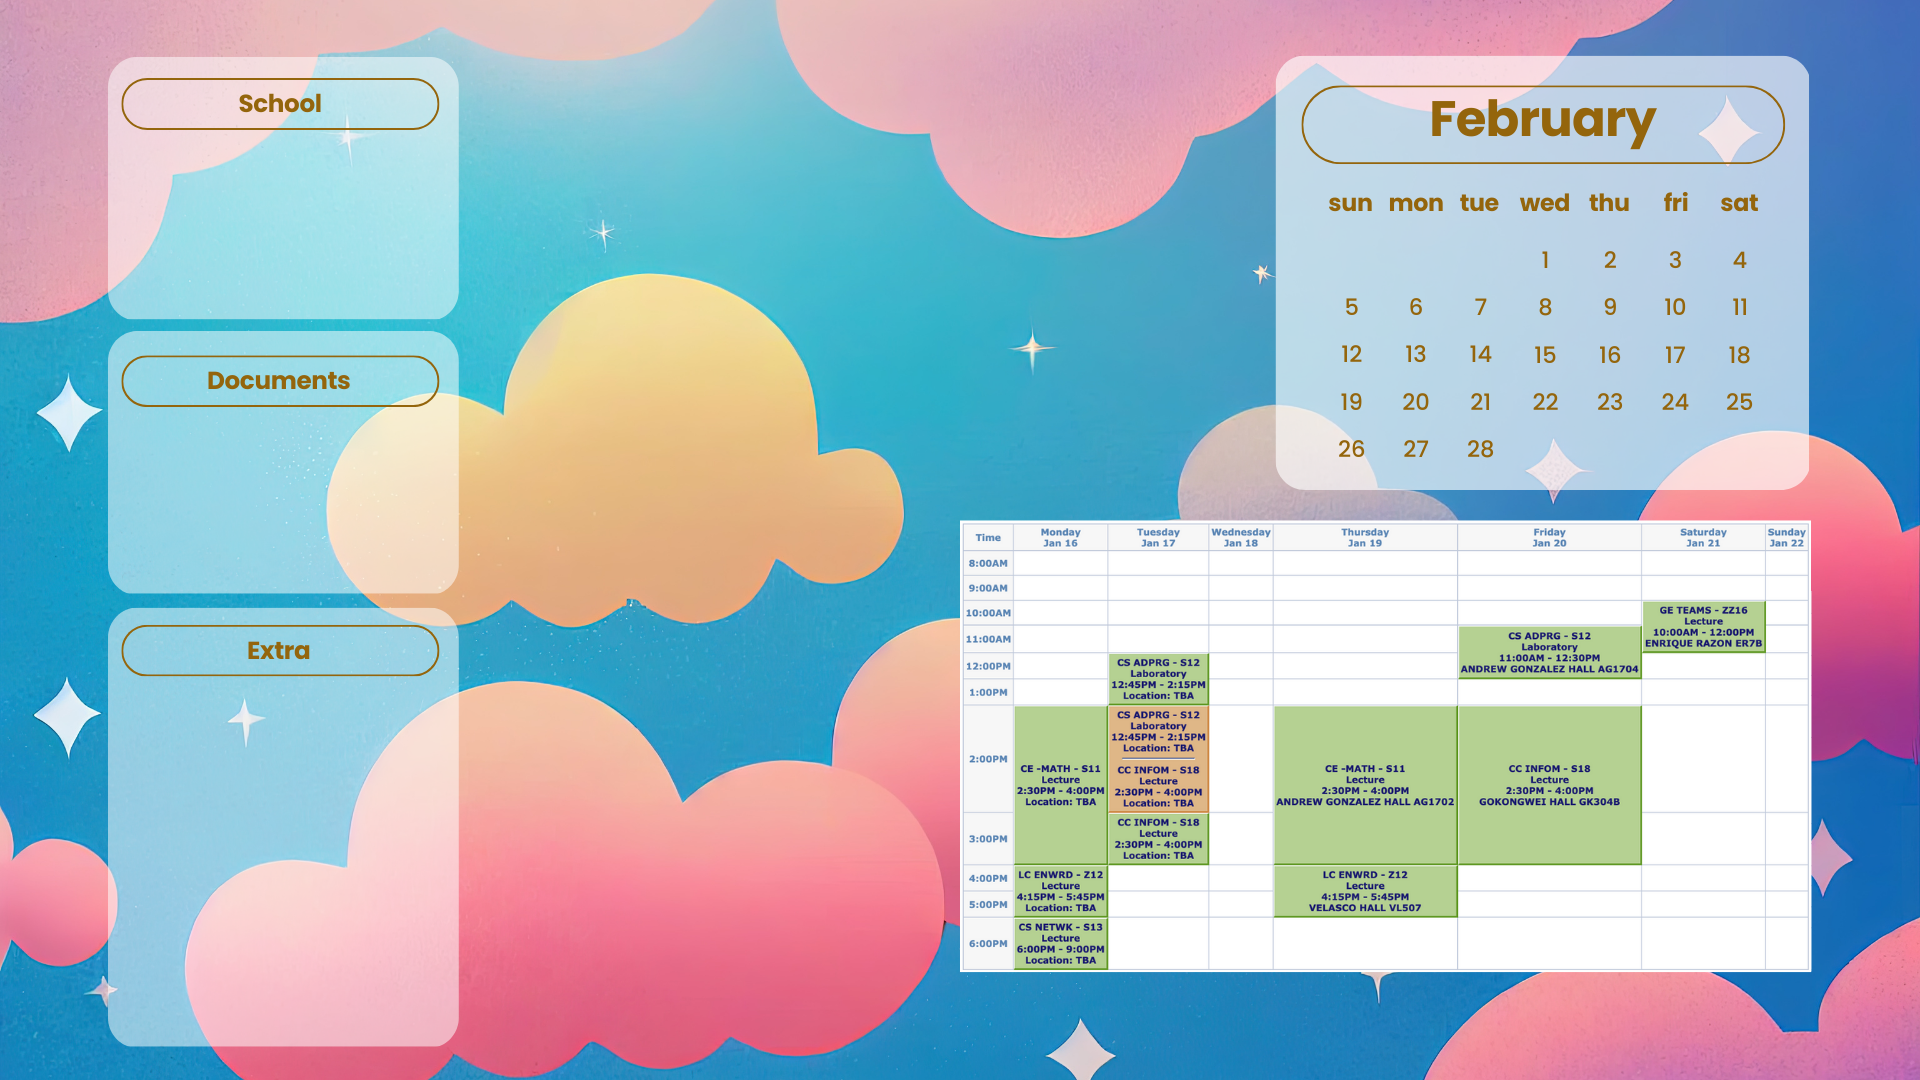 School
Documents
Extra
February
sun mon tue wed thu fri sat
1 2 3 4
5 6 7 8 9 10 11
12 13 14 15 16 17 18
19 20 21 22 23 24 25
26 27 28
Time
Monday
Jan 16
Tuesday
Jan 17
Wednesday
Jan 18
Thursday
Jan 19
Friday
Jan 20
Saturday
Jan 21
Sunday
Jan 22
8:00AM
9:00AM
10:00AM
GE TEAMS - ZZ16
Lecture
10:00AM - 12:00PM
ENRIQUE RAZON ER7B
11:00AM
CS ADPRG - S12
Laboratory
11:00AM - 12:30PM
ANDREW GONZALEZ HALL AG1704
12:00PM
CS ADPRG - S12
Laboratory
12:45PM - 2:15PM
Location: TBA
1:00PM
2:00PM
CE -MATH - S11
Lecture
2:30PM - 4:00PM
Location: TBA
CS ADPRG - S12
Laboratory
12:45PM - 2:15PM
Location: TBA
CC INFOM - S18
Lecture
2:30PM - 4:00PM
Location: TBA
CE -MATH - S11
Lecture
2:30PM - 4:00PM
ANDREW GONZALEZ HALL AG1702
CC INFOM - S18
Lecture
2:30PM - 4:00PM
GOKONGWEI HALL GK304B
3:00PM
CC INFOM - S18
Lecture
2:30PM - 4:00PM
Location: TBA
4:00PM
LC ENWRD - Z12
Lecture
4:15PM - 5:45PM
Location: TBA
LC ENWRD - Z12
Lecture
4:15PM - 5:45PM
VELASCO HALL VL507
5:00PM
6:00PM
CS NETWK - S13
Lecture
6:00PM - 9:00PM
Location: TBA